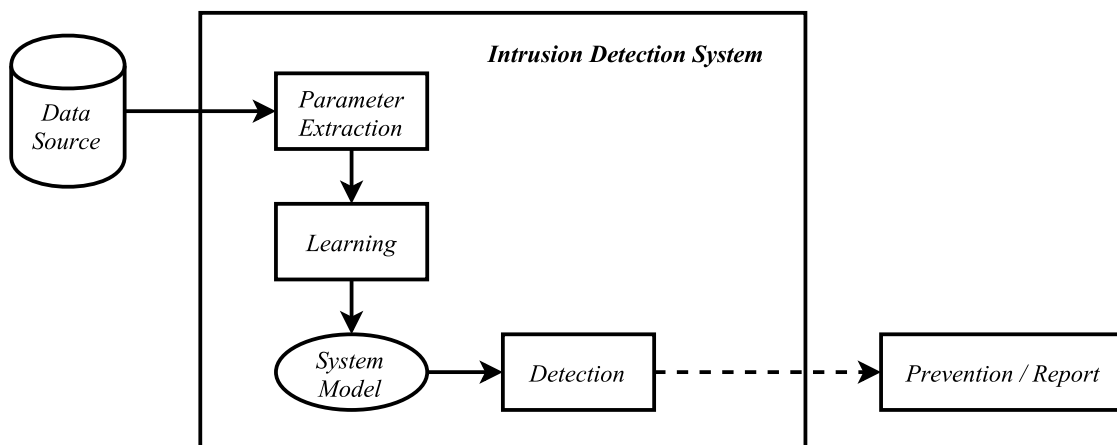 Intrusion Detection System
Data
Source
Parameter
Extraction
Learning
System
Model
Detection
Prevention / Report